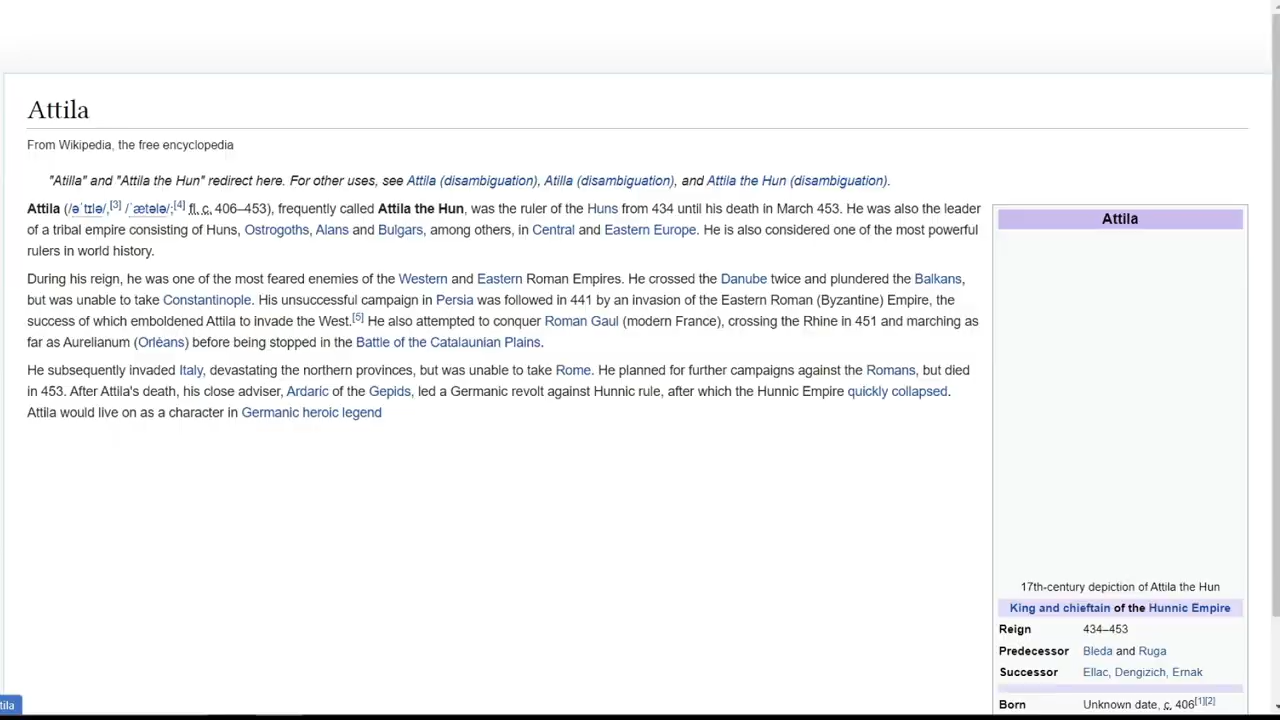 Attila
From Wikipedia, the free encyclopedia
"Atilla" and "Attila the Hun" redirect here. For other uses, see Attila (disambiguation), Atilla (disambiguation), and Attila the Hun (disambiguation).
Attila (/əˈtɪlə/,[3] /ˈætələ/;[4] fl. c. 406–453), frequently called Attila the Hun, was the ruler of the Huns from 434 until his death in March 453. He was also the leader
of a tribal empire consisting of Huns, Ostrogoths, Alans and Bulgars, among others, in Central and Eastern Europe. He is also considered one of the most powerful
rulers in world history.
During his reign, he was one of the most feared enemies of the Western and Eastern Roman Empires. He crossed the Danube twice and plundered the Balkans,
but was unable to take Constantinople. His unsuccessful campaign in Persia was followed in 441 by an invasion of the Eastern Roman (Byzantine) Empire, the
success of which emboldened Attila to invade the West.[5] He also attempted to conquer Roman Gaul (modern France), crossing the Rhine in 451 and marching as
far as Aurelianum (Orléans) before being stopped in the Battle of the Catalaunian Plains.
He subsequently invaded Italy, devastating the northern provinces, but was unable to take Rome. He planned for further campaigns against the Romans, but died
in 453. After Attila's death, his close adviser, Ardaric of the Gepids, led a Germanic revolt against Hunnic rule, after which the Hunnic Empire quickly collapsed.
Attila would live on as a character in Germanic heroic legend
Attila
17th-century depiction of Attila the Hun
King and chieftain of the Hunnic Empire
Reign 434–453
Predecessor Bleda and Ruga
Successor Ellac, Dengizich, Ernak
Born Unknown date, c. 406[1][2]
tila